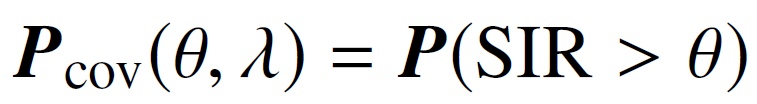 P_cov(θ, λ) = P(SIR > θ)